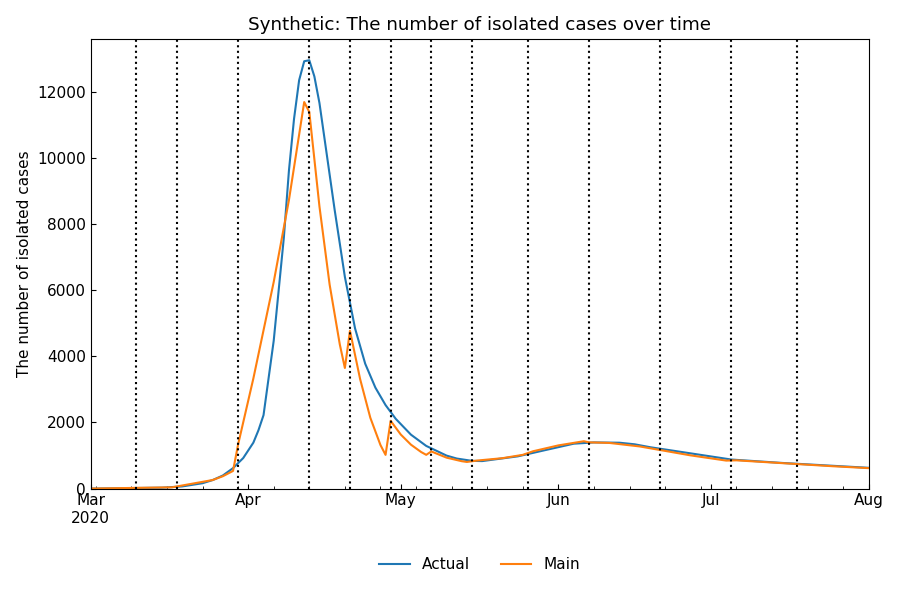 Synthetic: The number of isolated cases over time
The number of isolated cases
12000
10000
8000
6000
4000
2000
0
Mar Apr May Jun Jul Aug
2020
Actual Main